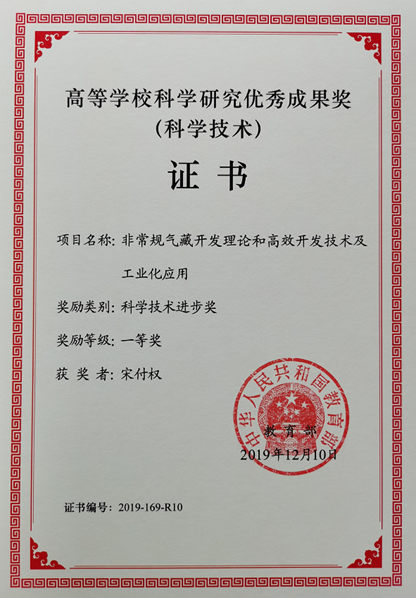 高等学校科学研究优秀成果奖
（科学技术）
证书
项目名称：非常规气藏开发理论和高效开发技术及
工业化应用
奖励类别：科学技术进步奖
奖励等级：一等奖
获奖者：宋付权
中华人民共和国教育部
教育部
2019年12月10日
证书编号：2019-169-R10